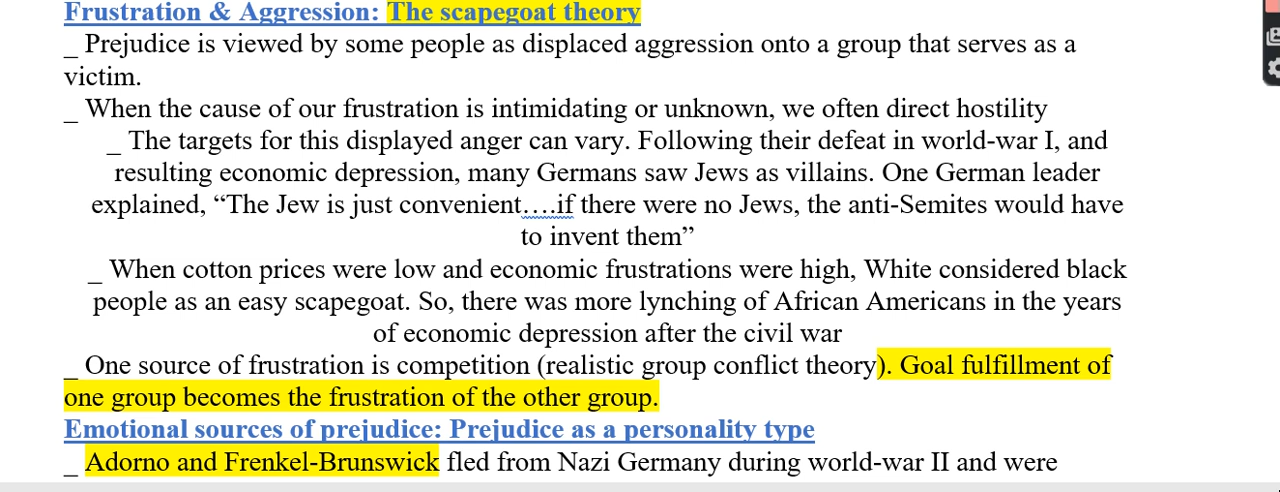 Frustration & Aggression: The scapegoat theory
_ Prejudice is viewed by some people as displaced aggression onto a group that serves as a
victim.
_ When the cause of our frustration is intimidating or unknown, we often direct hostility
_ The targets for this displayed anger can vary. Following their defeat in world-war I, and
resulting economic depression, many Germans saw Jews as villains. One German leader
explained, “The Jew is just convenient….if there were no Jews, the anti-Semites would have
to invent them”
_ When cotton prices were low and economic frustrations were high, White considered black
people as an easy scapegoat. So, there was more lynching of African Americans in the years
of economic depression after the civil war
_ One source of frustration is competition (realistic group conflict theory). Goal fulfillment of
one group becomes the frustration of the other group.
Emotional sources of prejudice: Prejudice as a personality type
_ Adorno and Frenkel-Brunswick fled from Nazi Germany during world-war II and were